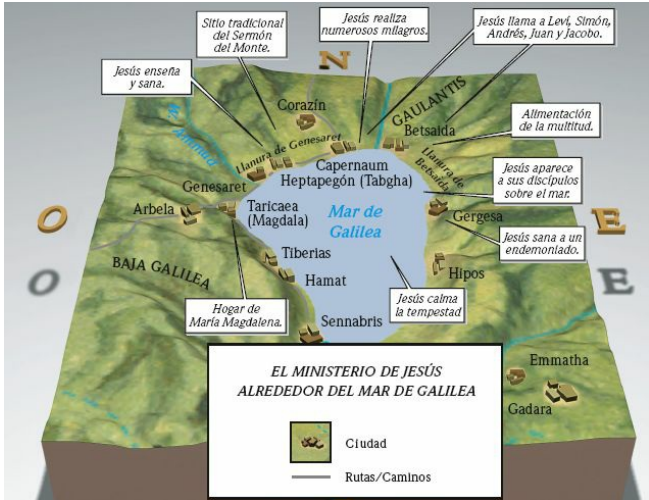 Sitio tradicional
del Sermón
del Monte.
Jesús realiza
numerosos milagros.
Jesús llama a Leví, Simón,
Andrés, Juan y Jacobo.
Jesús enseña
y sana.
N
Corazín
GAULANTIS
Betsaida
Alimentación
de la multitud.
Llanura de Genesaret
Llanura de
Betsaida
Capernaum
Heptapegón (Tabgha)
Genesaret
Jesús aparece
a sus discípulos
sobre el mar.
Arbela
Taricaea
(Magdala)
Mar de
Galilea
Gergesa
O
E
Jesús sana a un
endemoniado.
Tiberias
BAJA GALILEA
Hamat
Hipos
O
E
Hogar de
María Magdalena.
Jesús calma
la tempestad
Sennabris
EL MINISTERIO DE JESÚS
ALREDEDOR DEL MAR DE GALILEA
Emmatha
Gadara
Ciudad
Rutas/Caminos